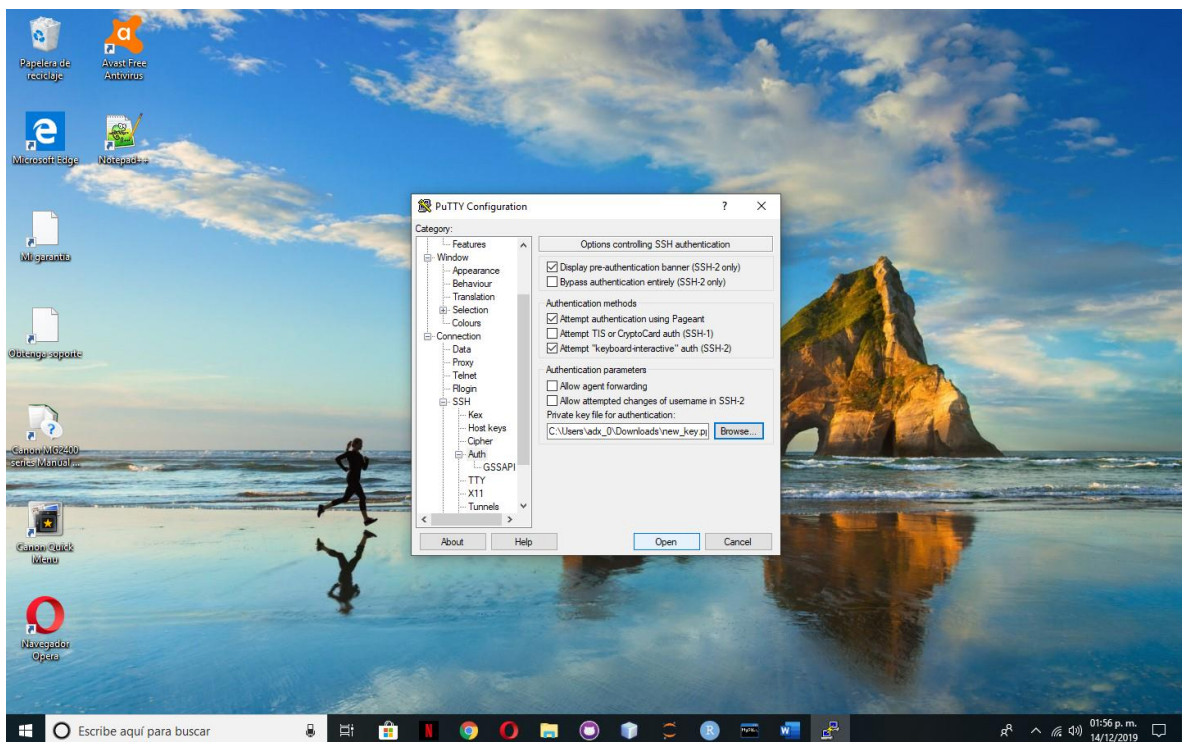 Papelera de
reciclaje
Avast Free
Antivirus
Microsoft Edge
Notepad++
Mi garantía
Obtenga soporte
Canon MG2400
series Manual ...
Canon Quick
Menu
Navegador
Opera
PuTTY Configuration
Category:
Features
Window
Appearance
Behaviour
Translation
Selection
Colours
Connection
Data
Proxy
Telnet
Rlogin
SSH
Kex
Host keys
Cipher
Auth
GSSAPI
TTY
X11
Tunnels
Options controlling SSH authentication
Display pre-authentication banner (SSH-2 only)
Bypass authentication entirely (SSH-2 only)
Authentication methods
Attempt authentication using Pageant
Attempt TIS or CryptoCard auth (SSH-1)
Attempt "keyboard-interactive" auth (SSH-2)
Authentication parameters
Allow agent forwarding
Allow attempted changes of username in SSH-2
Private key file for authentication:
C:\Users\adx_0\Downloads\new_key.p Browse...
About Help Open Cancel
Escribe aquí para buscar
01:56 p. m.
14/12/2019